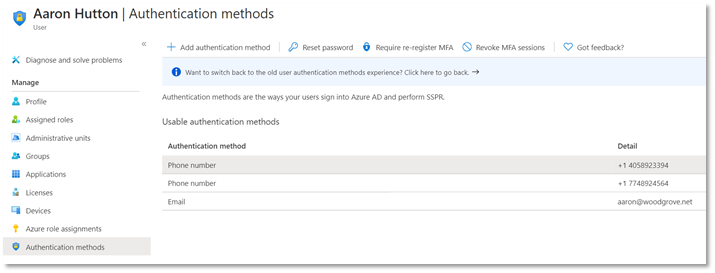 Aaron Hutton | Authentication methods
User
«
Diagnose and solve problems
Manage
Profile
Assigned roles
Administrative units
Groups
Applications
Licenses
Devices
Azure role assignments
Authentication methods
+ Add authentication method | Reset password Require re-register MFA Revoke MFA sessions | Got feedback?
Want to switch back to the old user authentication methods experience? Click here to go back. →
Authentication methods are the ways your users sign into Azure AD and perform SSPR.
Usable authentication methods
Authentication method Detail
Phone number +1 4058923394
Phone number +1 7748924564
Email aaron@woodgrove.net